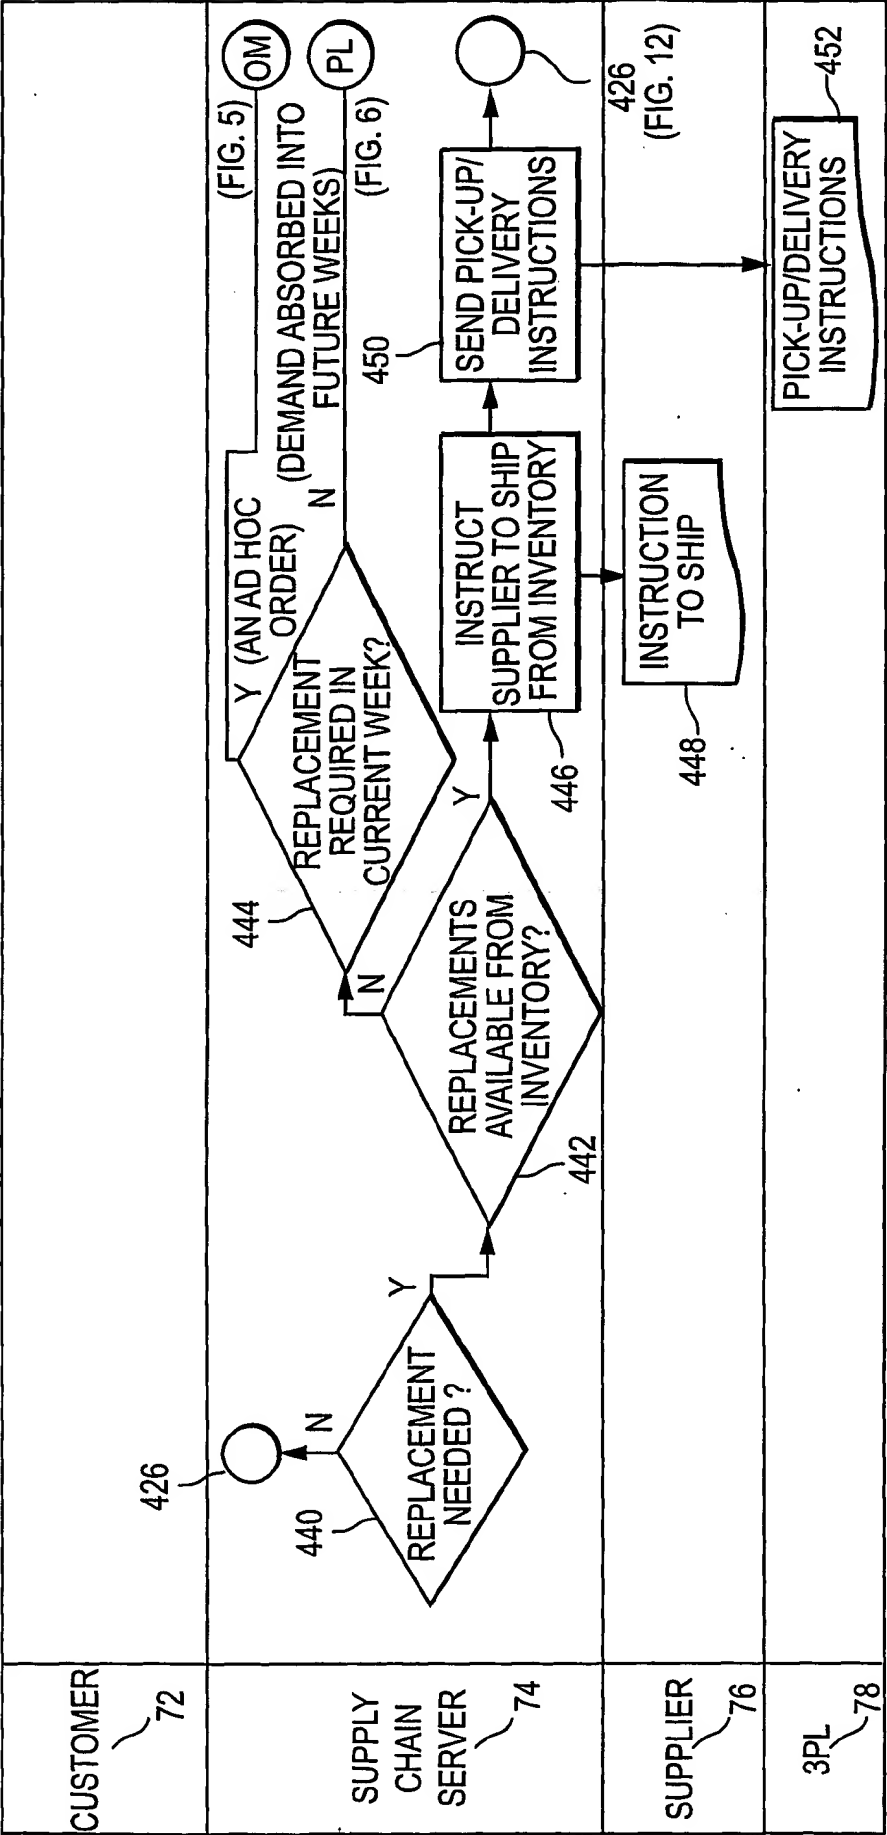 CUSTOMER
72
SUPPLY
CHAIN
SERVER
74
SUPPLIER
76
3PL
78
426
N
440
REPLACEMENT
NEEDED ?
Y
442
REPLACEMENTS
AVAILABLE FROM
INVENTORY?
N
Y
444
REPLACEMENT
REQUIRED IN
CURRENT WEEK?
Y (AN AD HOC
ORDER)
(FIG. 5)
OM
N
(DEMAND ABSORBED INTO
FUTURE WEEKS)
(FIG. 6)
PL
446
INSTRUCT
SUPPLIER TO SHIP
FROM INVENTORY
448
INSTRUCTION
TO SHIP
450
SEND PICK-UP/
DELIVERY
INSTRUCTIONS
426
(FIG. 12)
452
PICK-UP/DELIVERY
INSTRUCTIONS